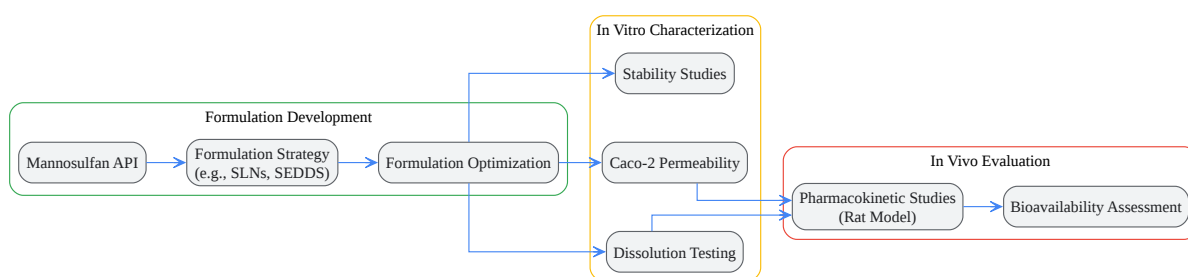 Formulation Development
Mannosulfan API
Formulation Strategy
(e.g., SLNs, SEDDS)
Formulation Optimization
In Vitro Characterization
Stability Studies
Caco-2 Permeability
Dissolution Testing
In Vivo Evaluation
Pharmacokinetic Studies
(Rat Model)
Bioavailability Assessment